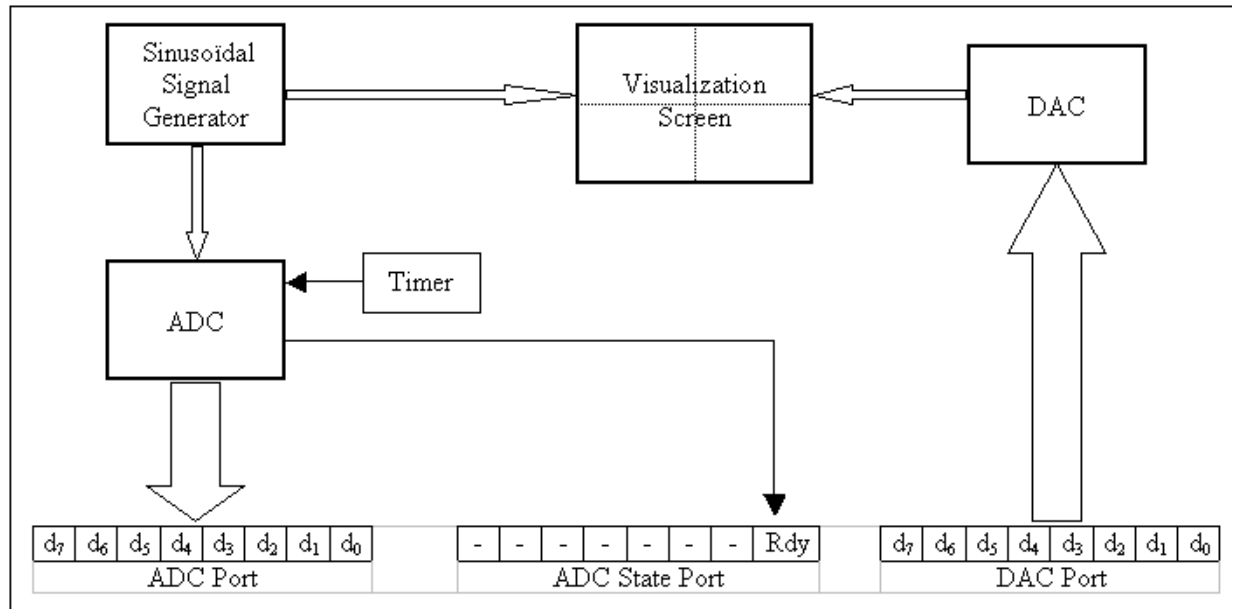 Sinusoïdal
Signal
Generator
Visualization
Screen
DAC
ADC
Timer
d₇ d₆ d₅ d₄ d₃ d₂ d₁ d₀
ADC Port
- - - - - - - Rdy
ADC State Port
d₇ d₆ d₅ d₄ d₃ d₂ d₁ d₀
DAC Port